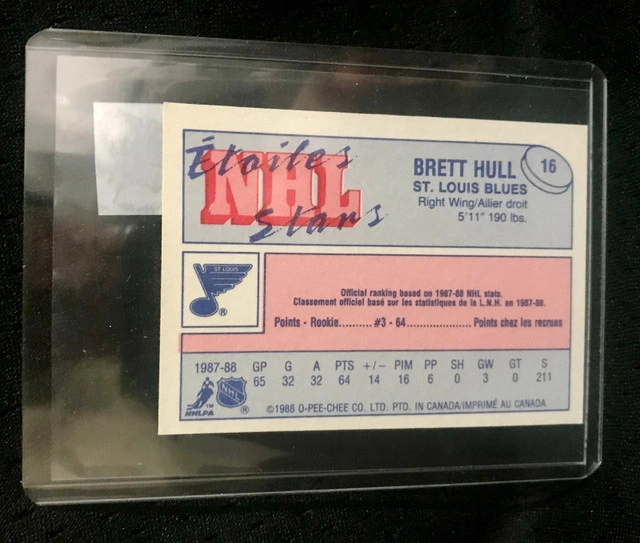 Étoiles
NHL
Stars
BRETT HULL 16
ST. LOUIS BLUES
Right Wing/Ailier droit
5'11" 190 lbs.
ST. LOUIS
®
Official ranking based on 1987-88 NHL stats.
Classement officiel basé sur les statistiques de la L.N.H. en 1987-88.
Points - Rookie.......... #3 - 64...................... Points chez les recrues
1987-88 GP G A PTS +/- PIM PP SH GW GT S
65 32 32 64 14 16 6 0 3 0 211
NHLPA ™ NHL ®
©1988 O-PEE-CHEE CO. LTD. PTD. IN CANADA/IMPRIMÉ AU CANADA